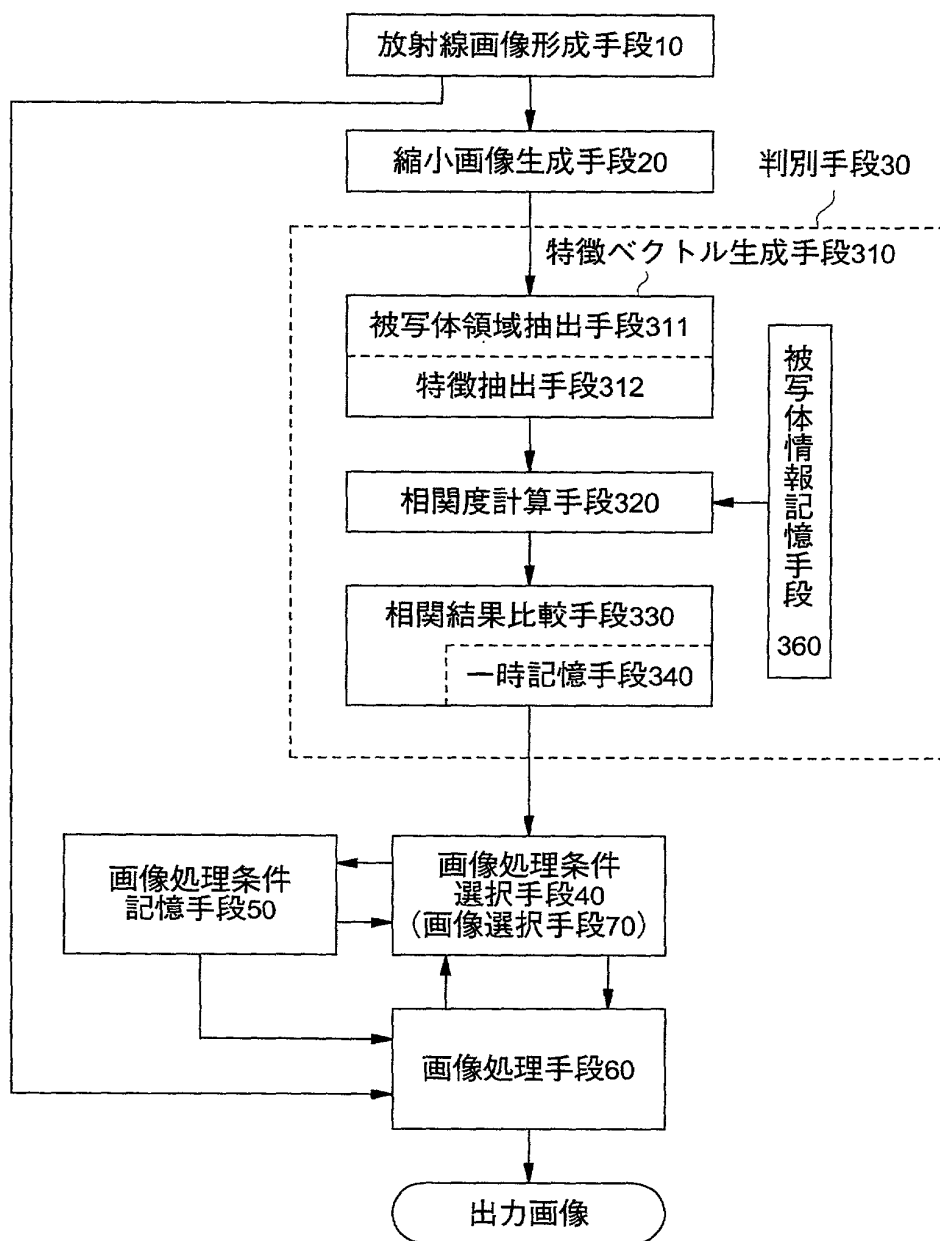 放射線画像形成手段10
縮小画像生成手段20
判別手段30
特徴ベクトル生成手段310
被写体領域抽出手段311
特徴抽出手段312
被写体情報記憶手段
360
相関度計算手段320
相関結果比較手段330
一時記憶手段340
画像処理条件
記憶手段50
画像処理条件
選択手段40
(画像選択手段70)
画像処理手段60
出力画像